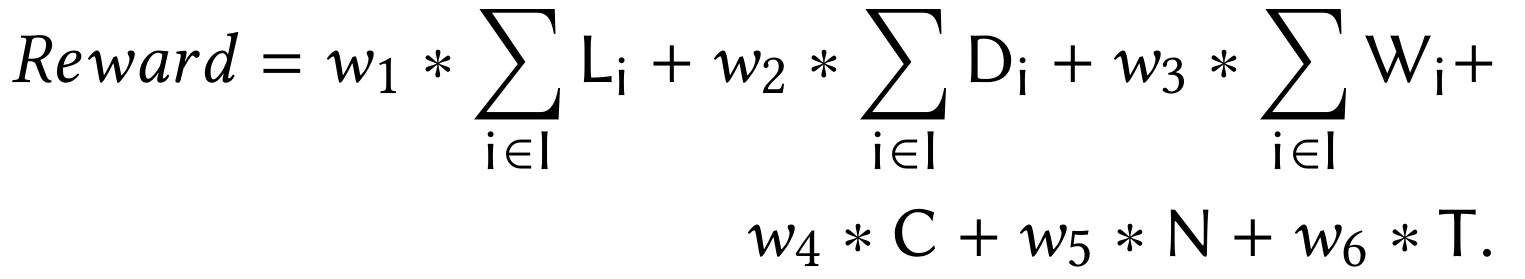 Reward = w₁ * ∑_{i∈I} Lᵢ + w₂ * ∑_{i∈I} Dᵢ + w₃ * ∑_{i∈I} Wᵢ+
w₄ * C + w₅ * N + w₆ * T.